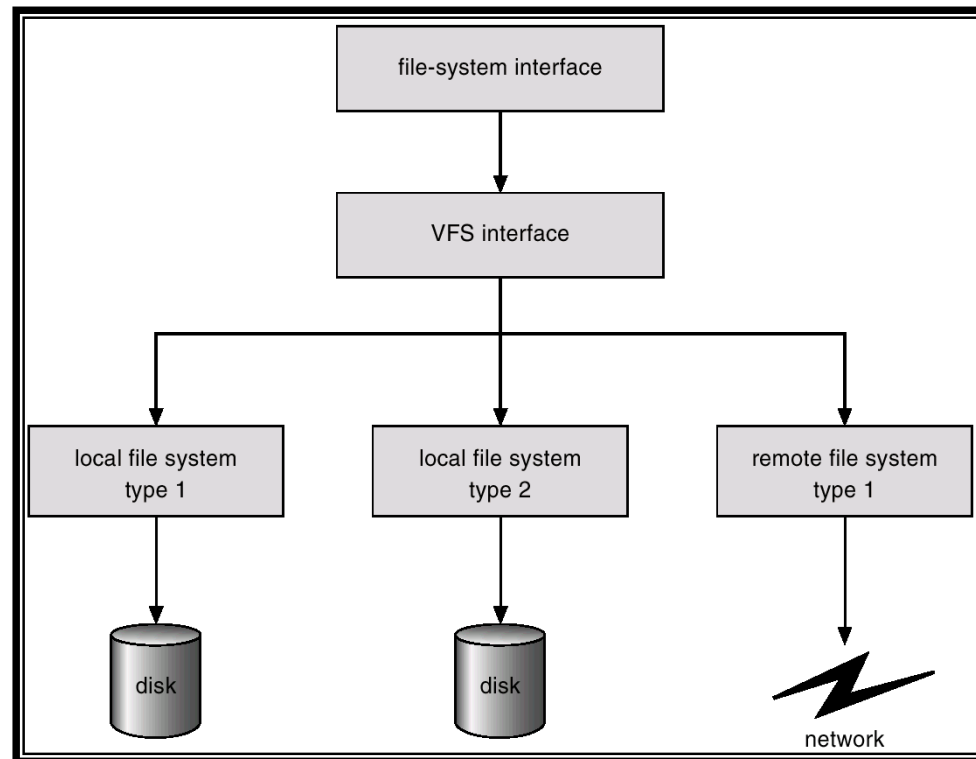 file-system interface
VFS interface
local file system
type 1
local file system
type 2
remote file system
type 1
disk
disk
network